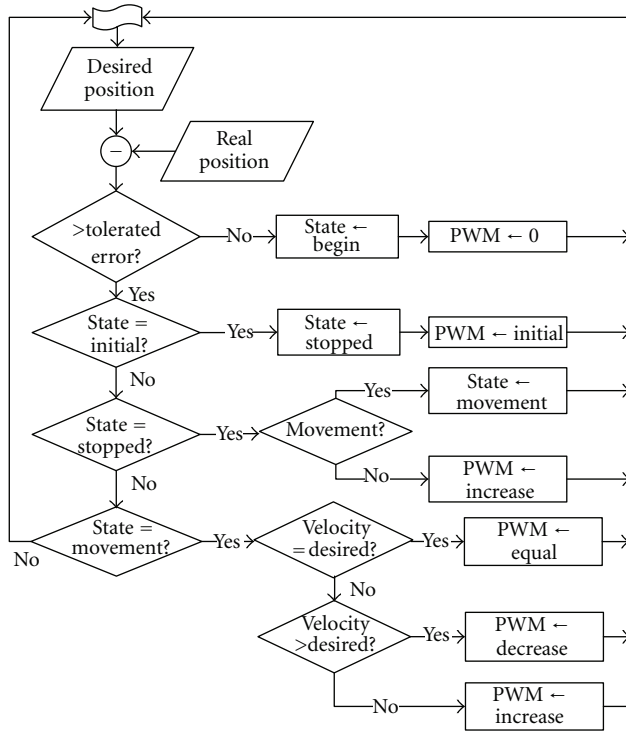 Desired
position
−
Real
position
>tolerated
error?
No
State ←
begin
PWM ← 0
Yes
State =
initial?
Yes
State ←
stopped
PWM ← initial
No
State =
stopped?
Yes
Movement?
Yes
State ←
movement
No
PWM ←
increase
No
State =
movement?
No
Yes
Velocity
= desired?
Yes
PWM ←
equal
No
Velocity
>desired?
Yes
PWM ←
decrease
No
PWM ←
increase